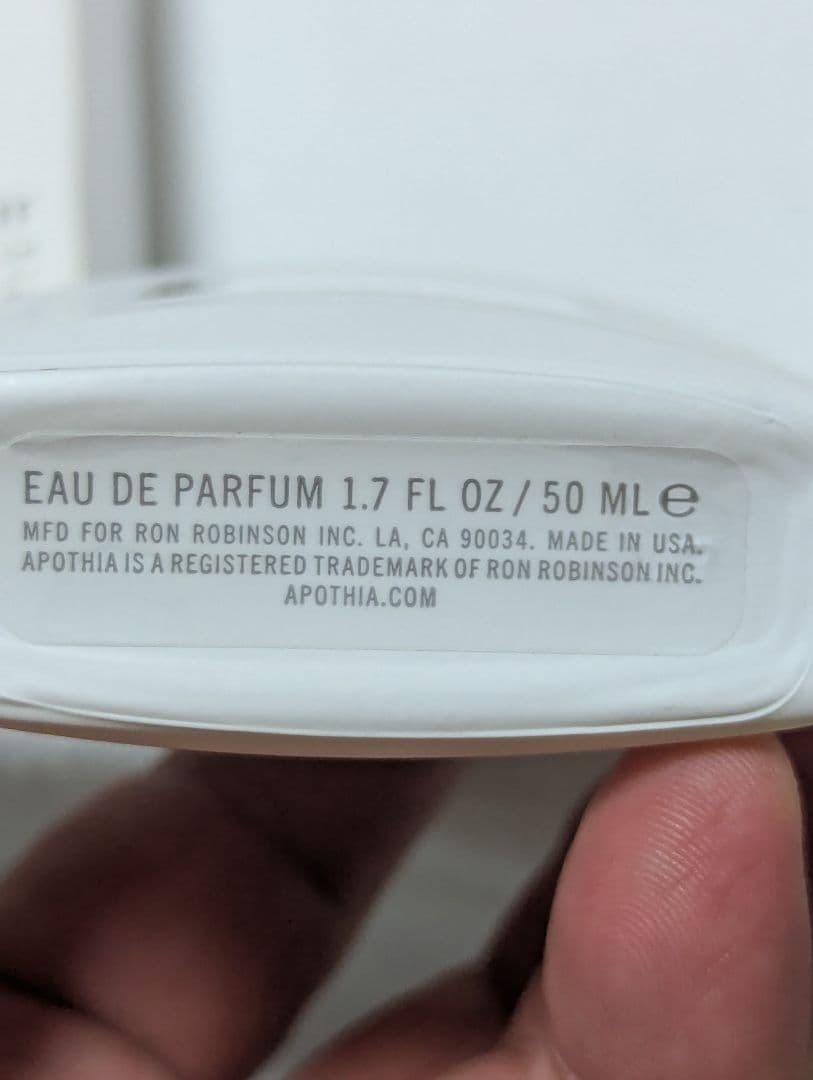 EAU DE PARFUM 1.7 FL OZ / 50 ML ℮
MFD FOR RON ROBINSON INC. LA, CA 90034. MADE IN USA.
APOTHIA IS A REGISTERED TRADEMARK OF RON ROBINSON INC.
APOTHIA.COM